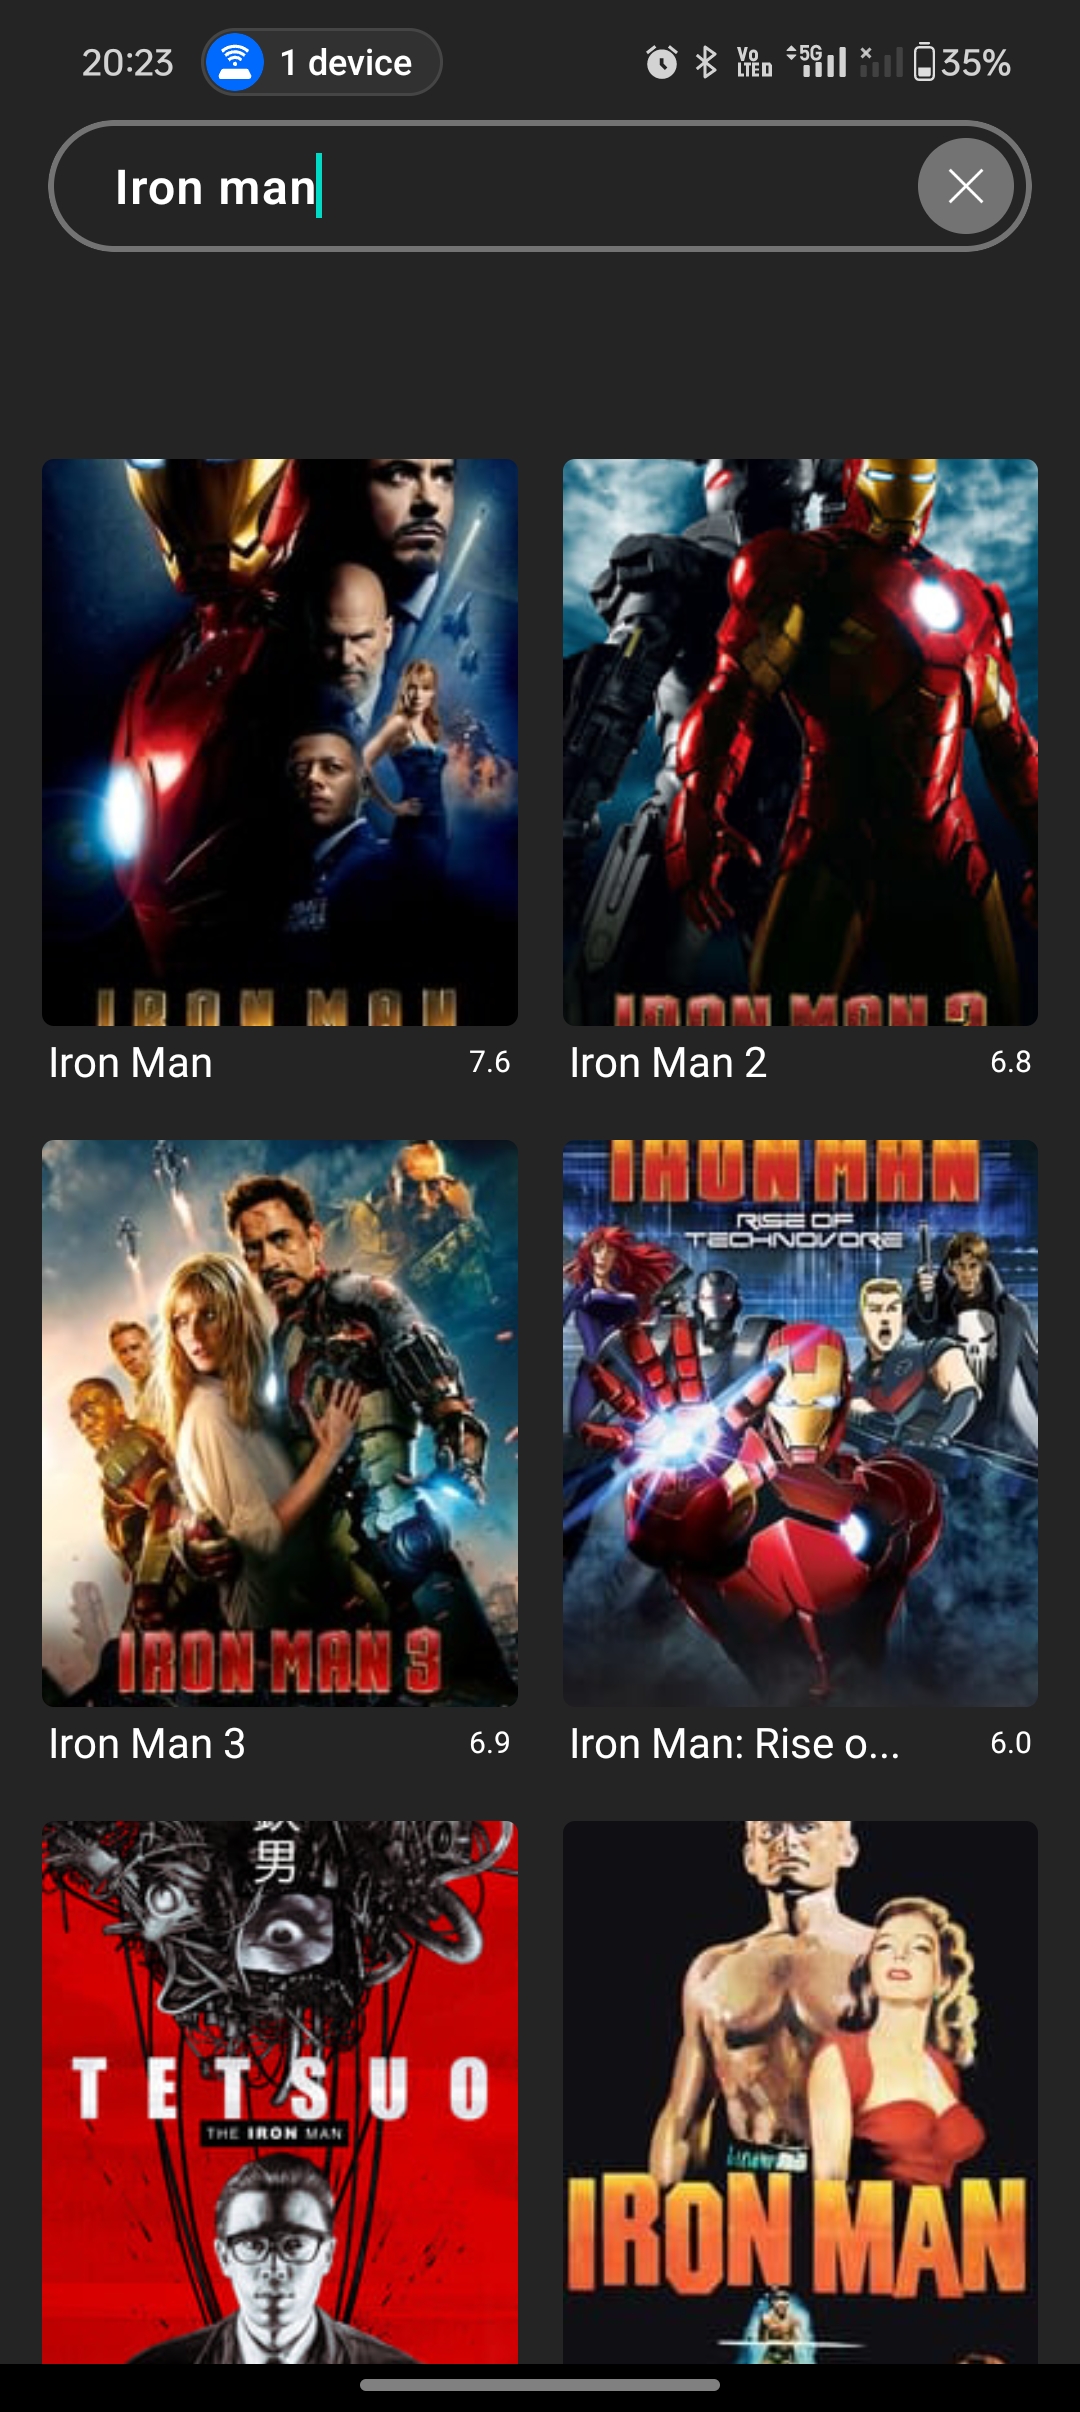 20:23
1 device
Vo
LTE D
5G
35%
Iron man
IRON MAN
IRON MAN 2
Iron Man
7.6
Iron Man 2
6.8
IRON MAN
RISE OF
TECHNOVORE
IRON MAN 3
Iron Man 3
6.9
Iron Man: Rise o...
6.0
男
TETSUO
THE IRON MAN
IRON MAN